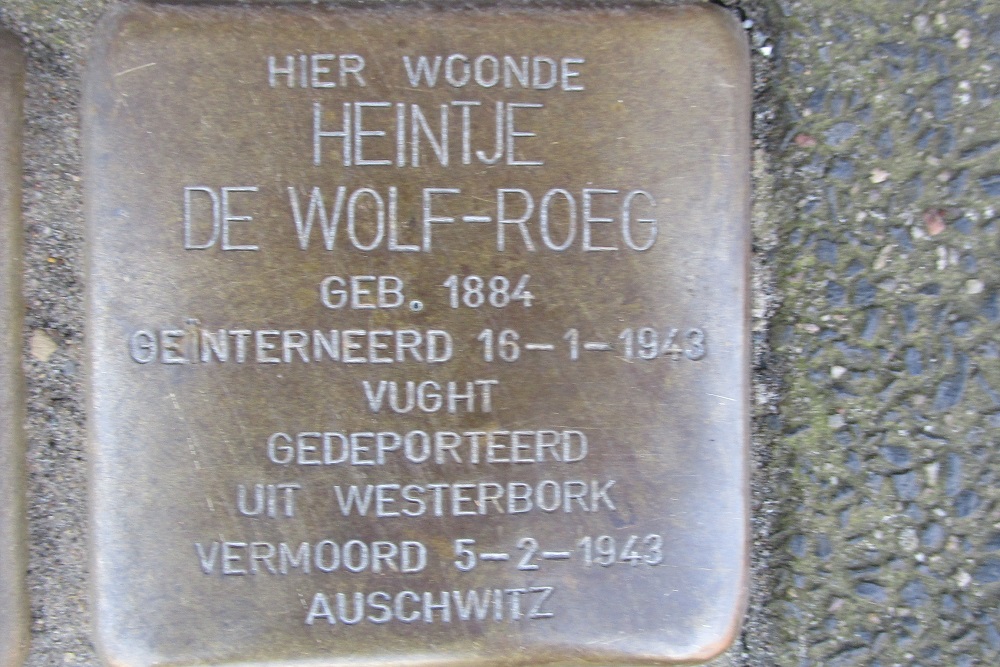 HIER WOONDE
HEINTJE
DE WOLF-ROEG
GEB. 1884
GEÏNTERNEERD 16-1-1943
VUGHT
GEDEPORTEERD
UIT WESTERBORK
VERMOORD 5-2-1943
AUSCHWITZ